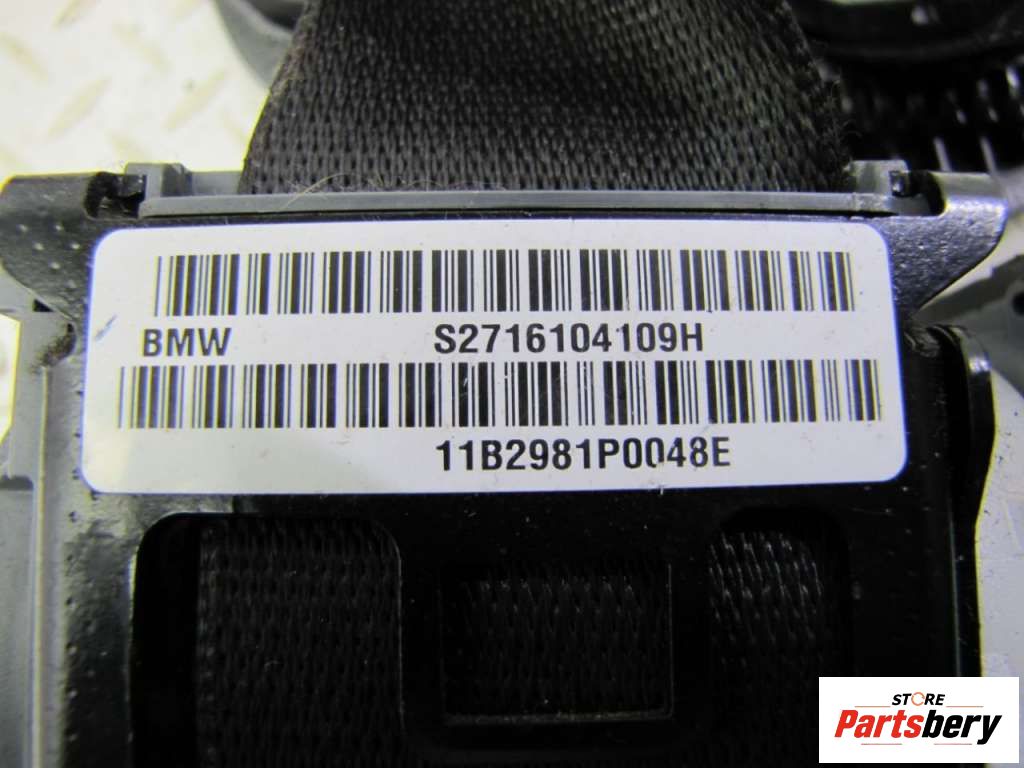 BMW S2716104109H
11B2981P0048E
STORE
Partsbery